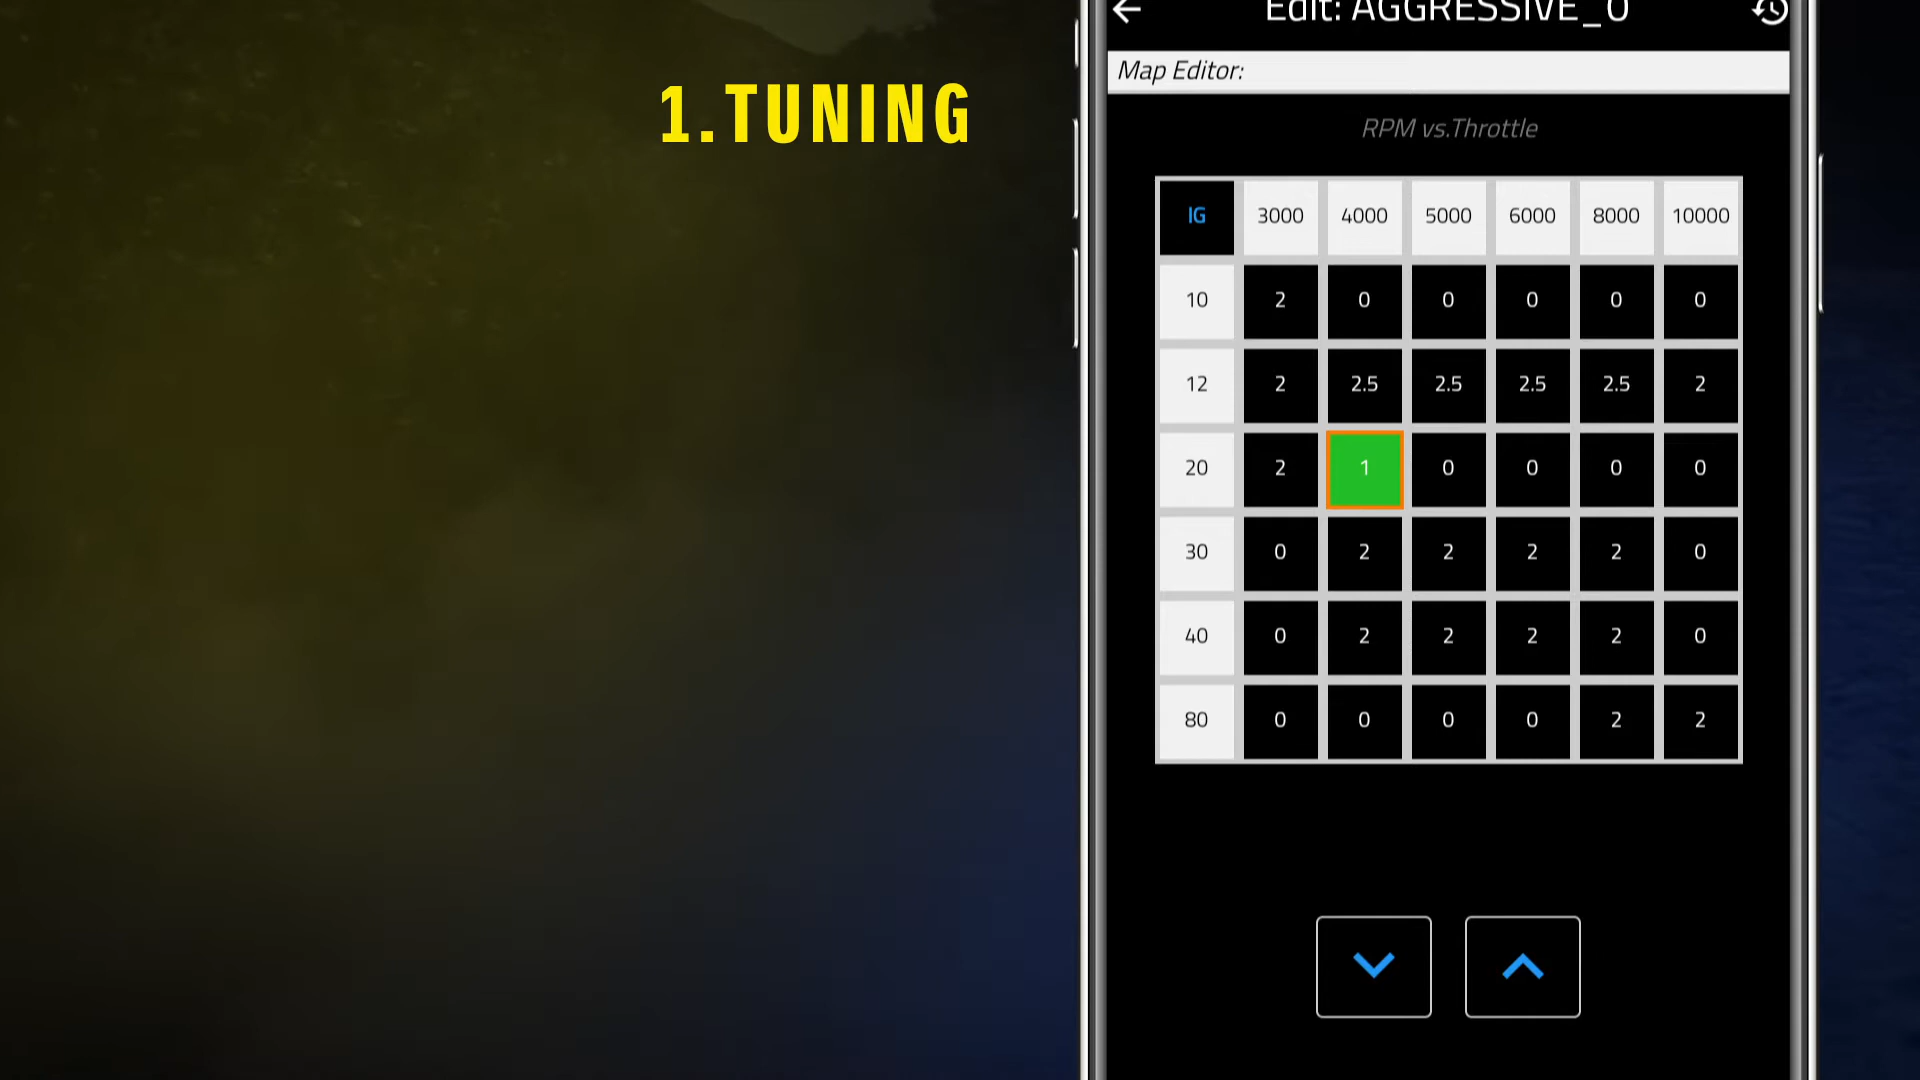 1.TUNING
Edit: AGGRESSIVE_0
Map Editor:
RPM vs.Throttle
IG 3000 4000 5000 6000 8000 10000
10 2 0 0 0 0 0
12 2 2.5 2.5 2.5 2.5 2
20 2 1 0 0 0 0
30 0 2 2 2 2 0
40 0 2 2 2 2 0
80 0 0 0 0 2 2